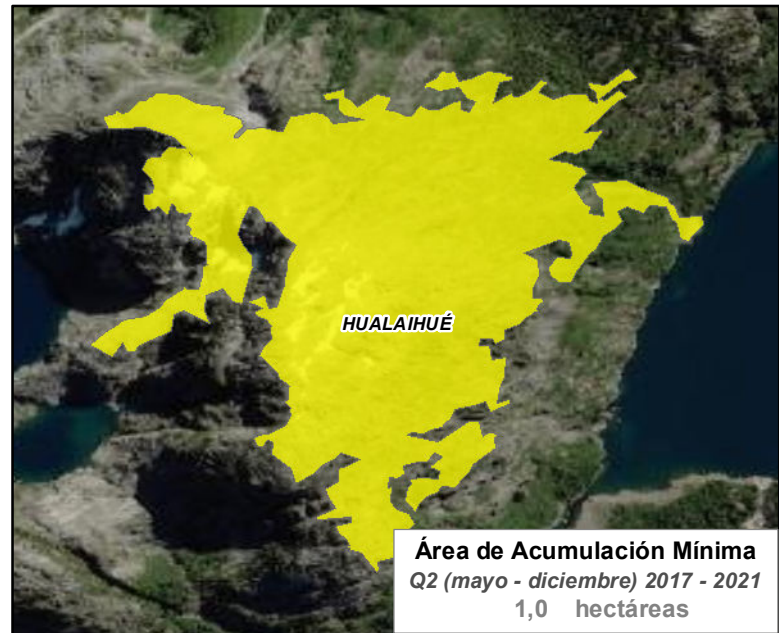 HUALAIHUÉ
Área de Acumulación Mínima
Q2 (mayo - diciembre) 2017 - 2021
1,0 hectáreas